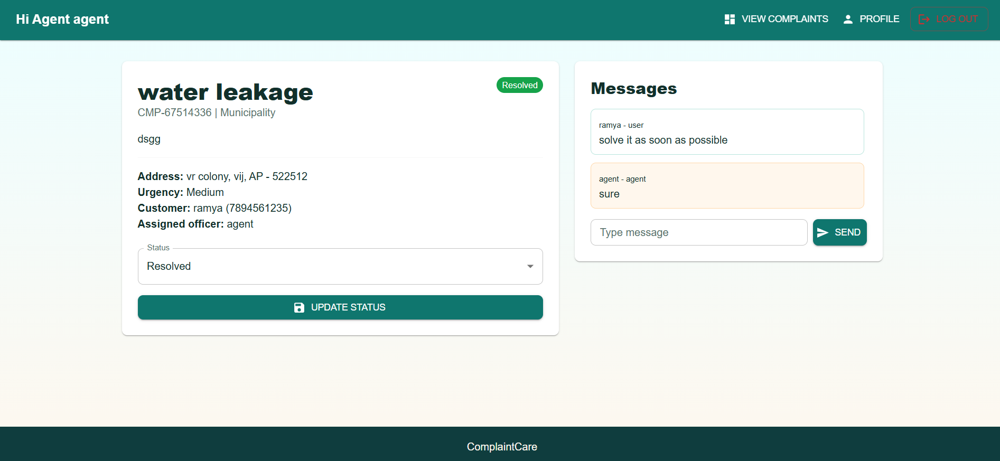 Hi Agent agent
VIEW COMPLAINTS
PROFILE
LOG OUT
water leakage
Resolved
CMP-67514336 | Municipality
dsgg
Address: vr colony, vij, AP - 522512
Urgency: Medium
Customer: ramya (7894561235)
Assigned officer: agent
Status
Resolved
UPDATE STATUS
Messages
ramya - user
solve it as soon as possible
agent - agent
sure
Type message
SEND
ComplaintCare